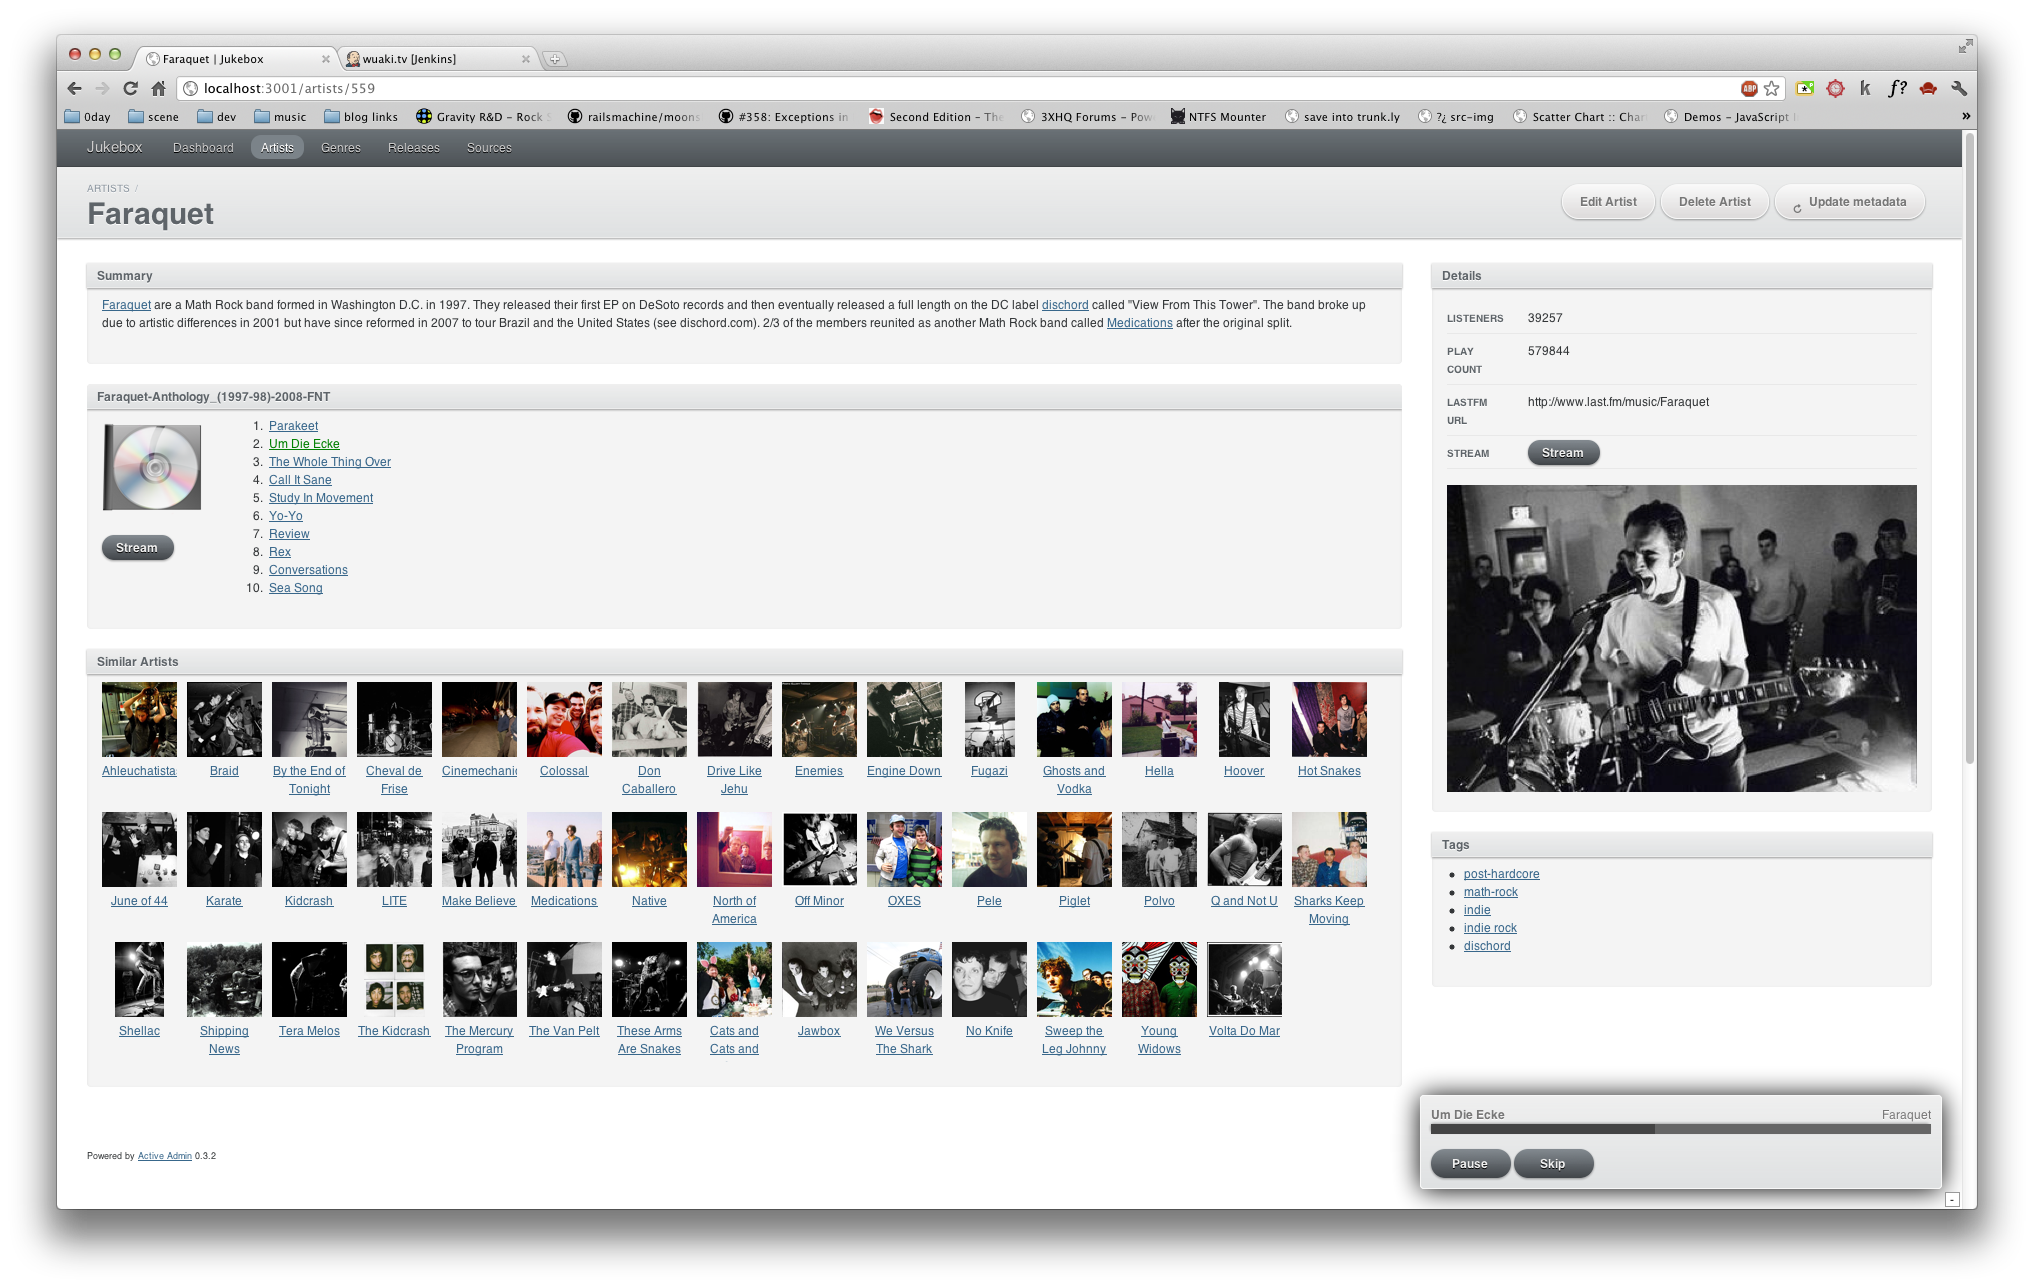 Faraquet | Jukebox
wuaki.tv [Jenkins]
localhost:3001/artists/559
ABP
k
f?
0day
scene
dev
music
blog links
Gravity R&D – Rock
railsmachine/moons
#358: Exceptions in
Second Edition – The
3XHQ Forums – Pow
NTFS Mounter
save into trunk.ly
?¿ src-img
Scatter Chart :: Char
Demos – JavaScript
»
Jukebox
Dashboard
Artists
Genres
Releases
Sources
ARTISTS /
Faraquet
Edit Artist
Delete Artist
Update metadata
Summary
Faraquet are a Math Rock band formed in Washington D.C. in 1997. They released their first EP on DeSoto records and then eventually released a full length on the DC label dischord called "View From This Tower". The band broke up
due to artistic differences in 2001 but have since reformed in 2007 to tour Brazil and the United States (see dischord.com). 2/3 of the members reunited as another Math Rock band called Medications after the original split.
Faraquet-Anthology_(1997-98)-2008-FNT
1. Parakeet
2. Um Die Ecke
3. The Whole Thing Over
4. Call It Sane
5. Study In Movement
6. Yo-Yo
7. Review
8. Rex
9. Conversations
10. Sea Song
Stream
Similar Artists
Ahleuchatista
Braid
By the End of
Tonight
Cheval de
Frise
Cinemechani
Colossal
Don
Caballero
Drive Like
Jehu
Enemies
Engine Down
Fugazi
Ghosts and
Vodka
Hella
Hoover
Hot Snakes
June of 44
Karate
Kidcrash
LITE
Make Believe
Medications
Native
North of
America
Off Minor
OXES
Pele
Piglet
Polvo
Q and Not U
Sharks Keep
Moving
Shellac
Shipping
News
Tera Melos
The Kidcrash
The Mercury
Program
The Van Pelt
These Arms
Are Snakes
Cats and
Cats and
Jawbox
We Versus
The Shark
No Knife
Sweep the
Leg Johnny
Young
Widows
Volta Do Mar
Details
LISTENERS 39257
PLAY
COUNT 579844
LASTFM
URL http://www.last.fm/music/Faraquet
STREAM Stream
Tags
post-hardcore
math-rock
indie
indie rock
dischord
Um Die Ecke
Faraquet
Pause
Skip
Powered by Active Admin 0.3.2
-